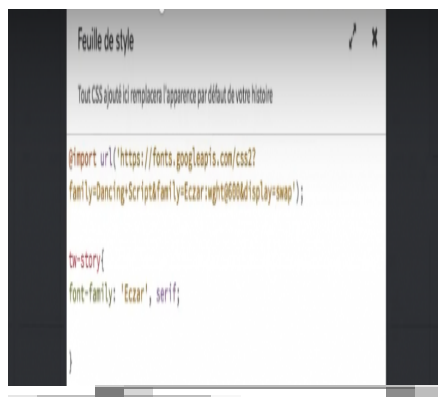 Feuille de style
Tout CSS ajouté ici remplacera l'apparence par défaut de votre histoire
@import url('https://fonts.googleapis.com/css2?
family=Dancing+Script&family=Eczar:wght@600&display=swap');
tw-story{
font-family: 'Eczar', serif;
}